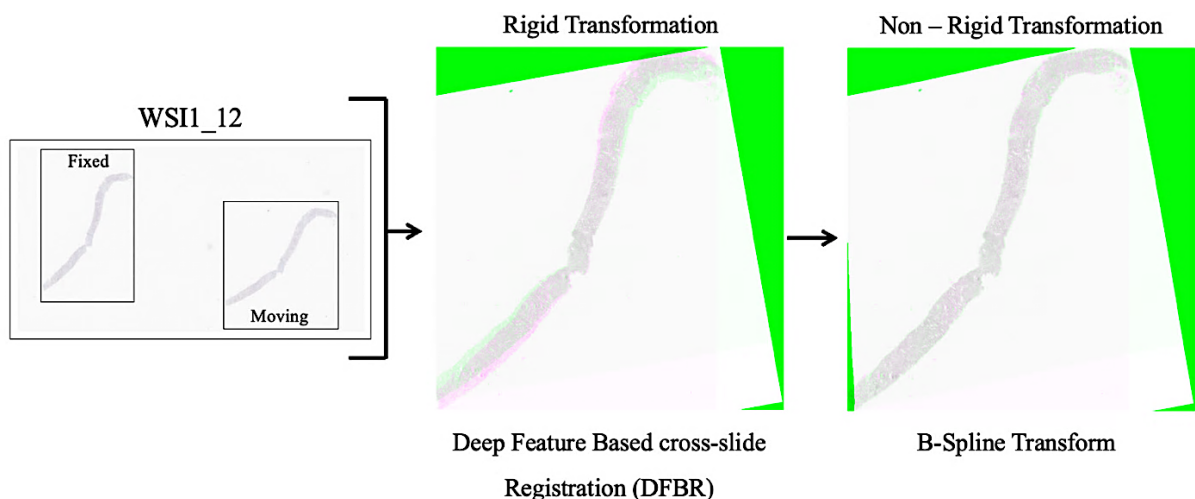 WSI1_12
Fixed
Moving
Rigid Transformation
Deep Feature Based cross-slide
Registration (DFBR)
Non – Rigid Transformation
B-Spline Transform